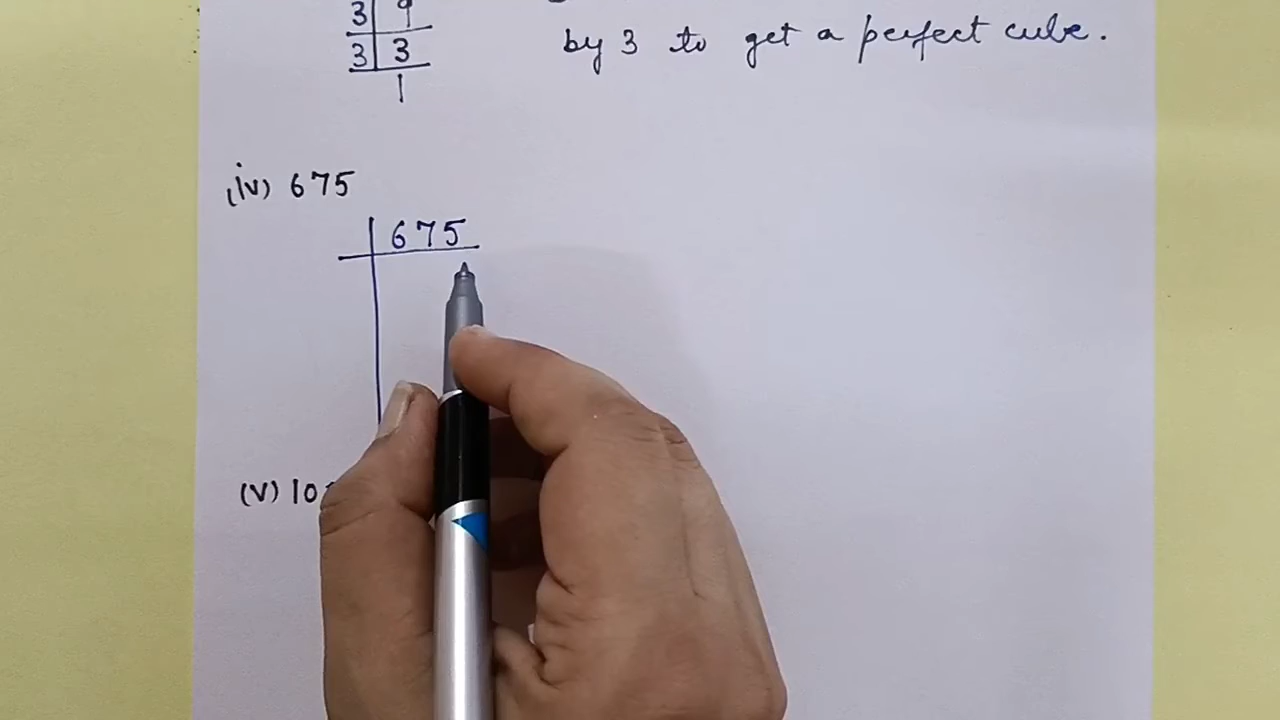 3 9
by 3 to get a perfect cube.
3 3
1
(iv) 675
675
(v) 10